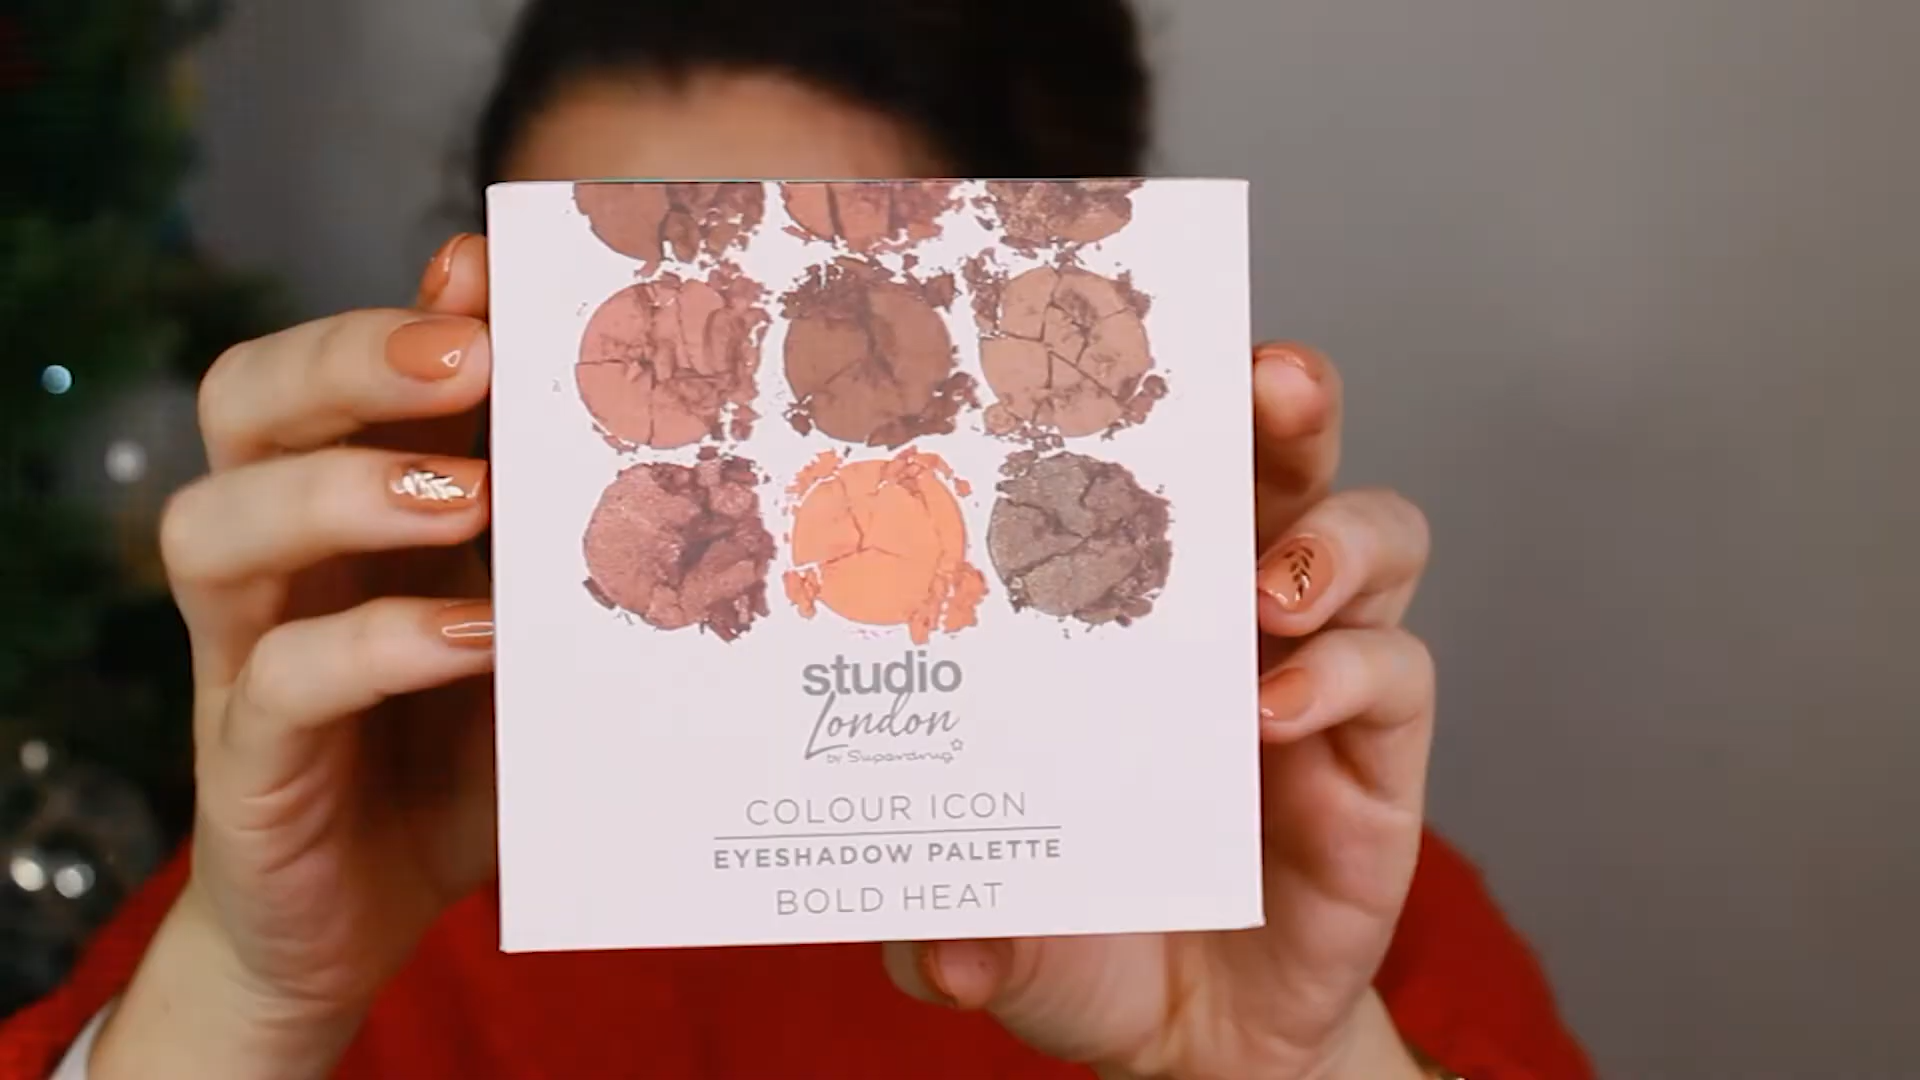 studio
London
by Superdrug
COLOUR ICON
EYESHADOW PALETTE
BOLD HEAT